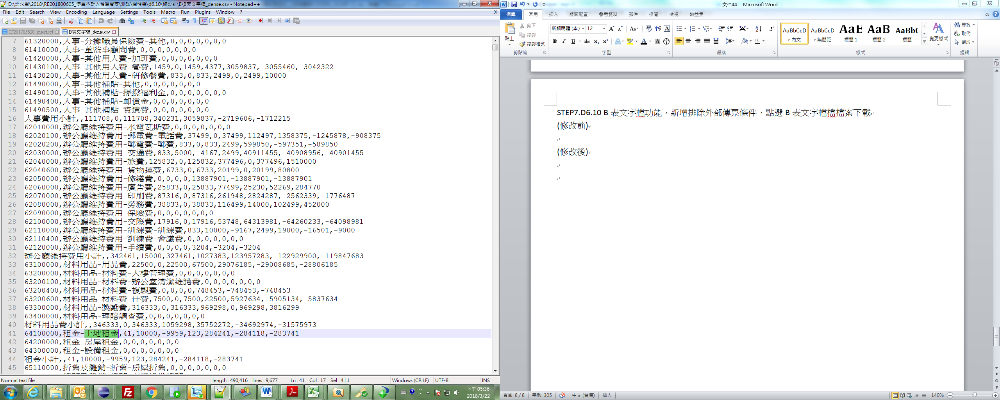 D:\需求單\2018\RE201800605_傳票不計入預算實支\測試\開發機\d6.10\修改前\B\B表文字檔_dense.csv - Notepad++
File Edit Search View Encoding Language Settings Tools Macro Run Plugins Window ? X
TF201705528_insert.sql B表文字檔_dense.csv
7 61320000,人事-分攤職員保險費-其他,0,0,0,0,0,0,0
8 61410000,人事-董監事顧問費,0,0,0,0,0,0,0
9 61420000,人事-其他用人費-加班費,0,0,0,0,0,0,0
10 61430100,人事-其他用人費-餐費,1459,0,1459,4377,3059837,-3055460,-3042322
11 61430200,人事-其他用人費-研修餐費,833,0,833,2499,0,2499,10000
12 61490000,人事-其他補貼-其他,0,0,0,0,0,0,0
13 61490100,人事-其他補貼-提撥福利金,0,0,0,0,0,0,0
14 61490400,人事-其他補貼-卹償金,0,0,0,0,0,0,0
15 61490500,人事-其他補貼-資遣費,0,0,0,0,0,0,0
16 人事費用小計,,111708,0,111708,340231,3059837,-2719606,-1712215
17 62010000,辦公廳維持費用-水電瓦斯費,0,0,0,0,0,0,0
18 62020100,辦公廳維持費用-郵電費-電話費,37499,0,37499,112497,1358375,-1245878,-908375
19 62020200,辦公廳維持費用-郵電費-郵費,833,0,833,2499,599850,-597351,-589850
20 62030000,辦公廳維持費用-交通費,833,5000,-4167,2499,40911455,-40908956,-40901455
21 62040000,辦公廳維持費用-旅費,125832,0,125832,377496,0,377496,1510000
22 62040600,辦公廳維持費用-貨物運費,6733,0,6733,20199,0,20199,80800
23 62050000,辦公廳維持費用-修繕費,0,0,0,0,13887901,-13887901,-13887901
24 62060000,辦公廳維持費用-廣告費,25833,0,25833,77499,25230,52269,284770
25 62070000,辦公廳維持費用-印刷費,87316,0,87316,261948,2824287,-2562339,-1776487
26 62080000,辦公廳維持費用-勞務費,38833,0,38833,116499,14000,102499,452000
27 62090000,辦公廳維持費用-保險費,0,0,0,0,0,0,0
28 62100000,辦公廳維持費用-交際費,17916,0,17916,53748,64313981,-64260233,-64098981
29 62110000,辦公廳維持費用-訓練費-訓練費,833,10000,-9167,2499,19000,-16501,-9000
30 62110400,辦公廳維持費用-訓練費-會議費,0,0,0,0,0,0,0
31 62120000,辦公廳維持費用-手續費,0,0,0,0,3204,-3204,-3204
32 辦公廳維持費用小計,,342461,15000,327461,1027383,123957283,-122929900,-119847683
33 63100000,材料用品-用品費,22500,0,22500,67500,29076185,-29008685,-28806185
34 63200000,材料用品-材料費-大樓管理費,0,0,0,0,0,0,0
35 63200100,材料用品-材料費-辦公室清潔維護費,0,0,0,0,0,0,0
36 63200400,材料用品-材料費-複製費,0,0,0,0,748453,-748453,-748453
37 63200600,材料用品-材料費-什費,7500,0,7500,22500,5927634,-5905134,-5837634
38 63300000,材料用品-獎勵費,316333,0,316333,969298,0,969298,3816299
39 63400000,材料用品-理賠調查費,0,0,0,0,0,0,0
40 材料用品費小計,,346333,0,346333,1059298,35752272,-34692974,-31575973
41 64100000,租金-土地租金,41,10000,-9959,123,284241,-284118,-283741
42 64200000,租金-房屋租金,0,0,0,0,0,0,0
43 64300000,租金-設備租金,0,0,0,0,0,0,0
44 租金小計,,41,10000,-9959,123,284241,-284118,-283741
45 65110000,折舊及攤銷-折舊-房屋折舊,0,0,0,0,0,0,0
Normal text file length : 490,416 lines : 9,677 Ln : 41 Col : 17 Sel : 4 | 1 Windows (CR LF) UTF-8 INS
下午 05:36
2018/3/22
文件44 - Microsoft Word
檔案 常用 插入 版面配置 參考資料 郵件 校閱 檢視 增益集
貼上 剪下 複製 複製格式 剪貼簿
新細明體 (本文 12 字型
段落
AaBbCcD 內文 AaBbCcD 無間距 AaBb 標題 1 AaB 標題 2 AaBb 標題 變更樣式 樣式
尋找 取代 選取 編輯
STEP7.D6.10 B 表文字檔功能，新增排除外部傳票條件，點選 B 表文字檔檔檔案下載
(修改前)
(修改後)
頁面: 8 / 8 字數: 305 中文 (台灣) 插入 140%